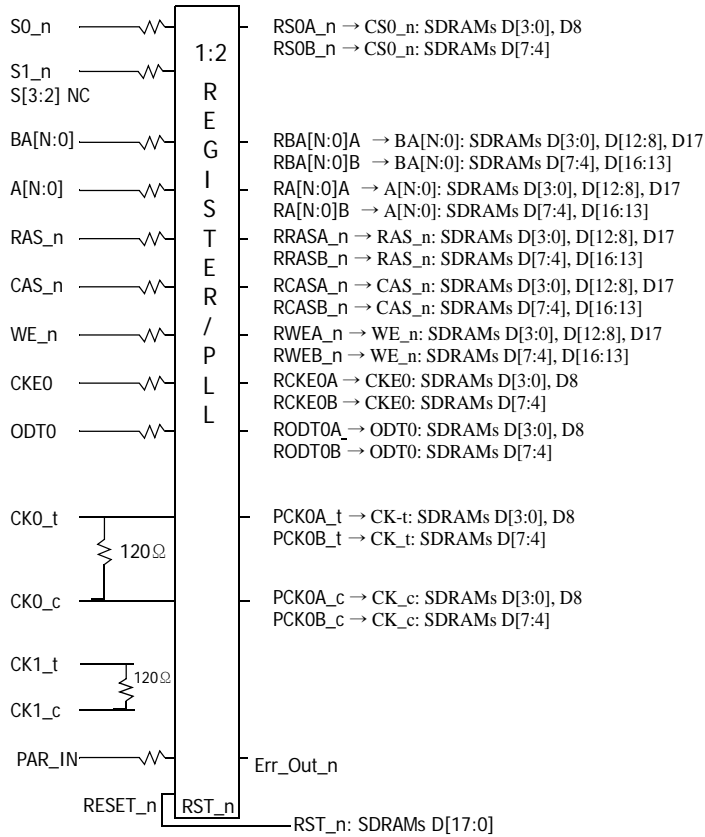 S0_n
RS0A_n → CS0_n: SDRAMs D[3:0], D8
RS0B_n → CS0_n: SDRAMs D[7:4]
1:2
REGISTER/PLL
S1_n
S[3:2] NC
BA[N:0]
RBA[N:0]A → BA[N:0]: SDRAMs D[3:0], D[12:8], D17
RBA[N:0]B → BA[N:0]: SDRAMs D[7:4], D[16:13]
A[N:0]
RA[N:0]A → A[N:0]: SDRAMs D[3:0], D[12:8], D17
RA[N:0]B → A[N:0]: SDRAMs D[7:4], D[16:13]
RAS_n
RRASA_n → RAS_n: SDRAMs D[3:0], D[12:8], D17
RRASB_n → RAS_n: SDRAMs D[7:4], D[16:13]
CAS_n
RCASA_n → CAS_n: SDRAMs D[3:0], D[12:8], D17
RCASB_n → CAS_n: SDRAMs D[7:4], D[16:13]
WE_n
RWEA_n → WE_n: SDRAMs D[3:0], D[12:8], D17
RWEB_n → WE_n: SDRAMs D[7:4], D[16:13]
CKE0
RCKE0A → CKE0: SDRAMs D[3:0], D8
RCKE0B → CKE0: SDRAMs D[7:4]
ODT0
RODT0A_→ ODT0: SDRAMs D[3:0], D8
RODT0B → ODT0: SDRAMs D[7:4]
CK0_t
PCK0A_t → CK-t: SDRAMs D[3:0], D8
PCK0B_t → CK_t: SDRAMs D[7:4]
120Ω
CK0_c
PCK0A_c → CK_c: SDRAMs D[3:0], D8
PCK0B_c → CK_c: SDRAMs D[7:4]
CK1_t
120Ω
CK1_c
PAR_IN
Err_Out_n
RESET_n
RST_n
RST_n: SDRAMs D[17:0]